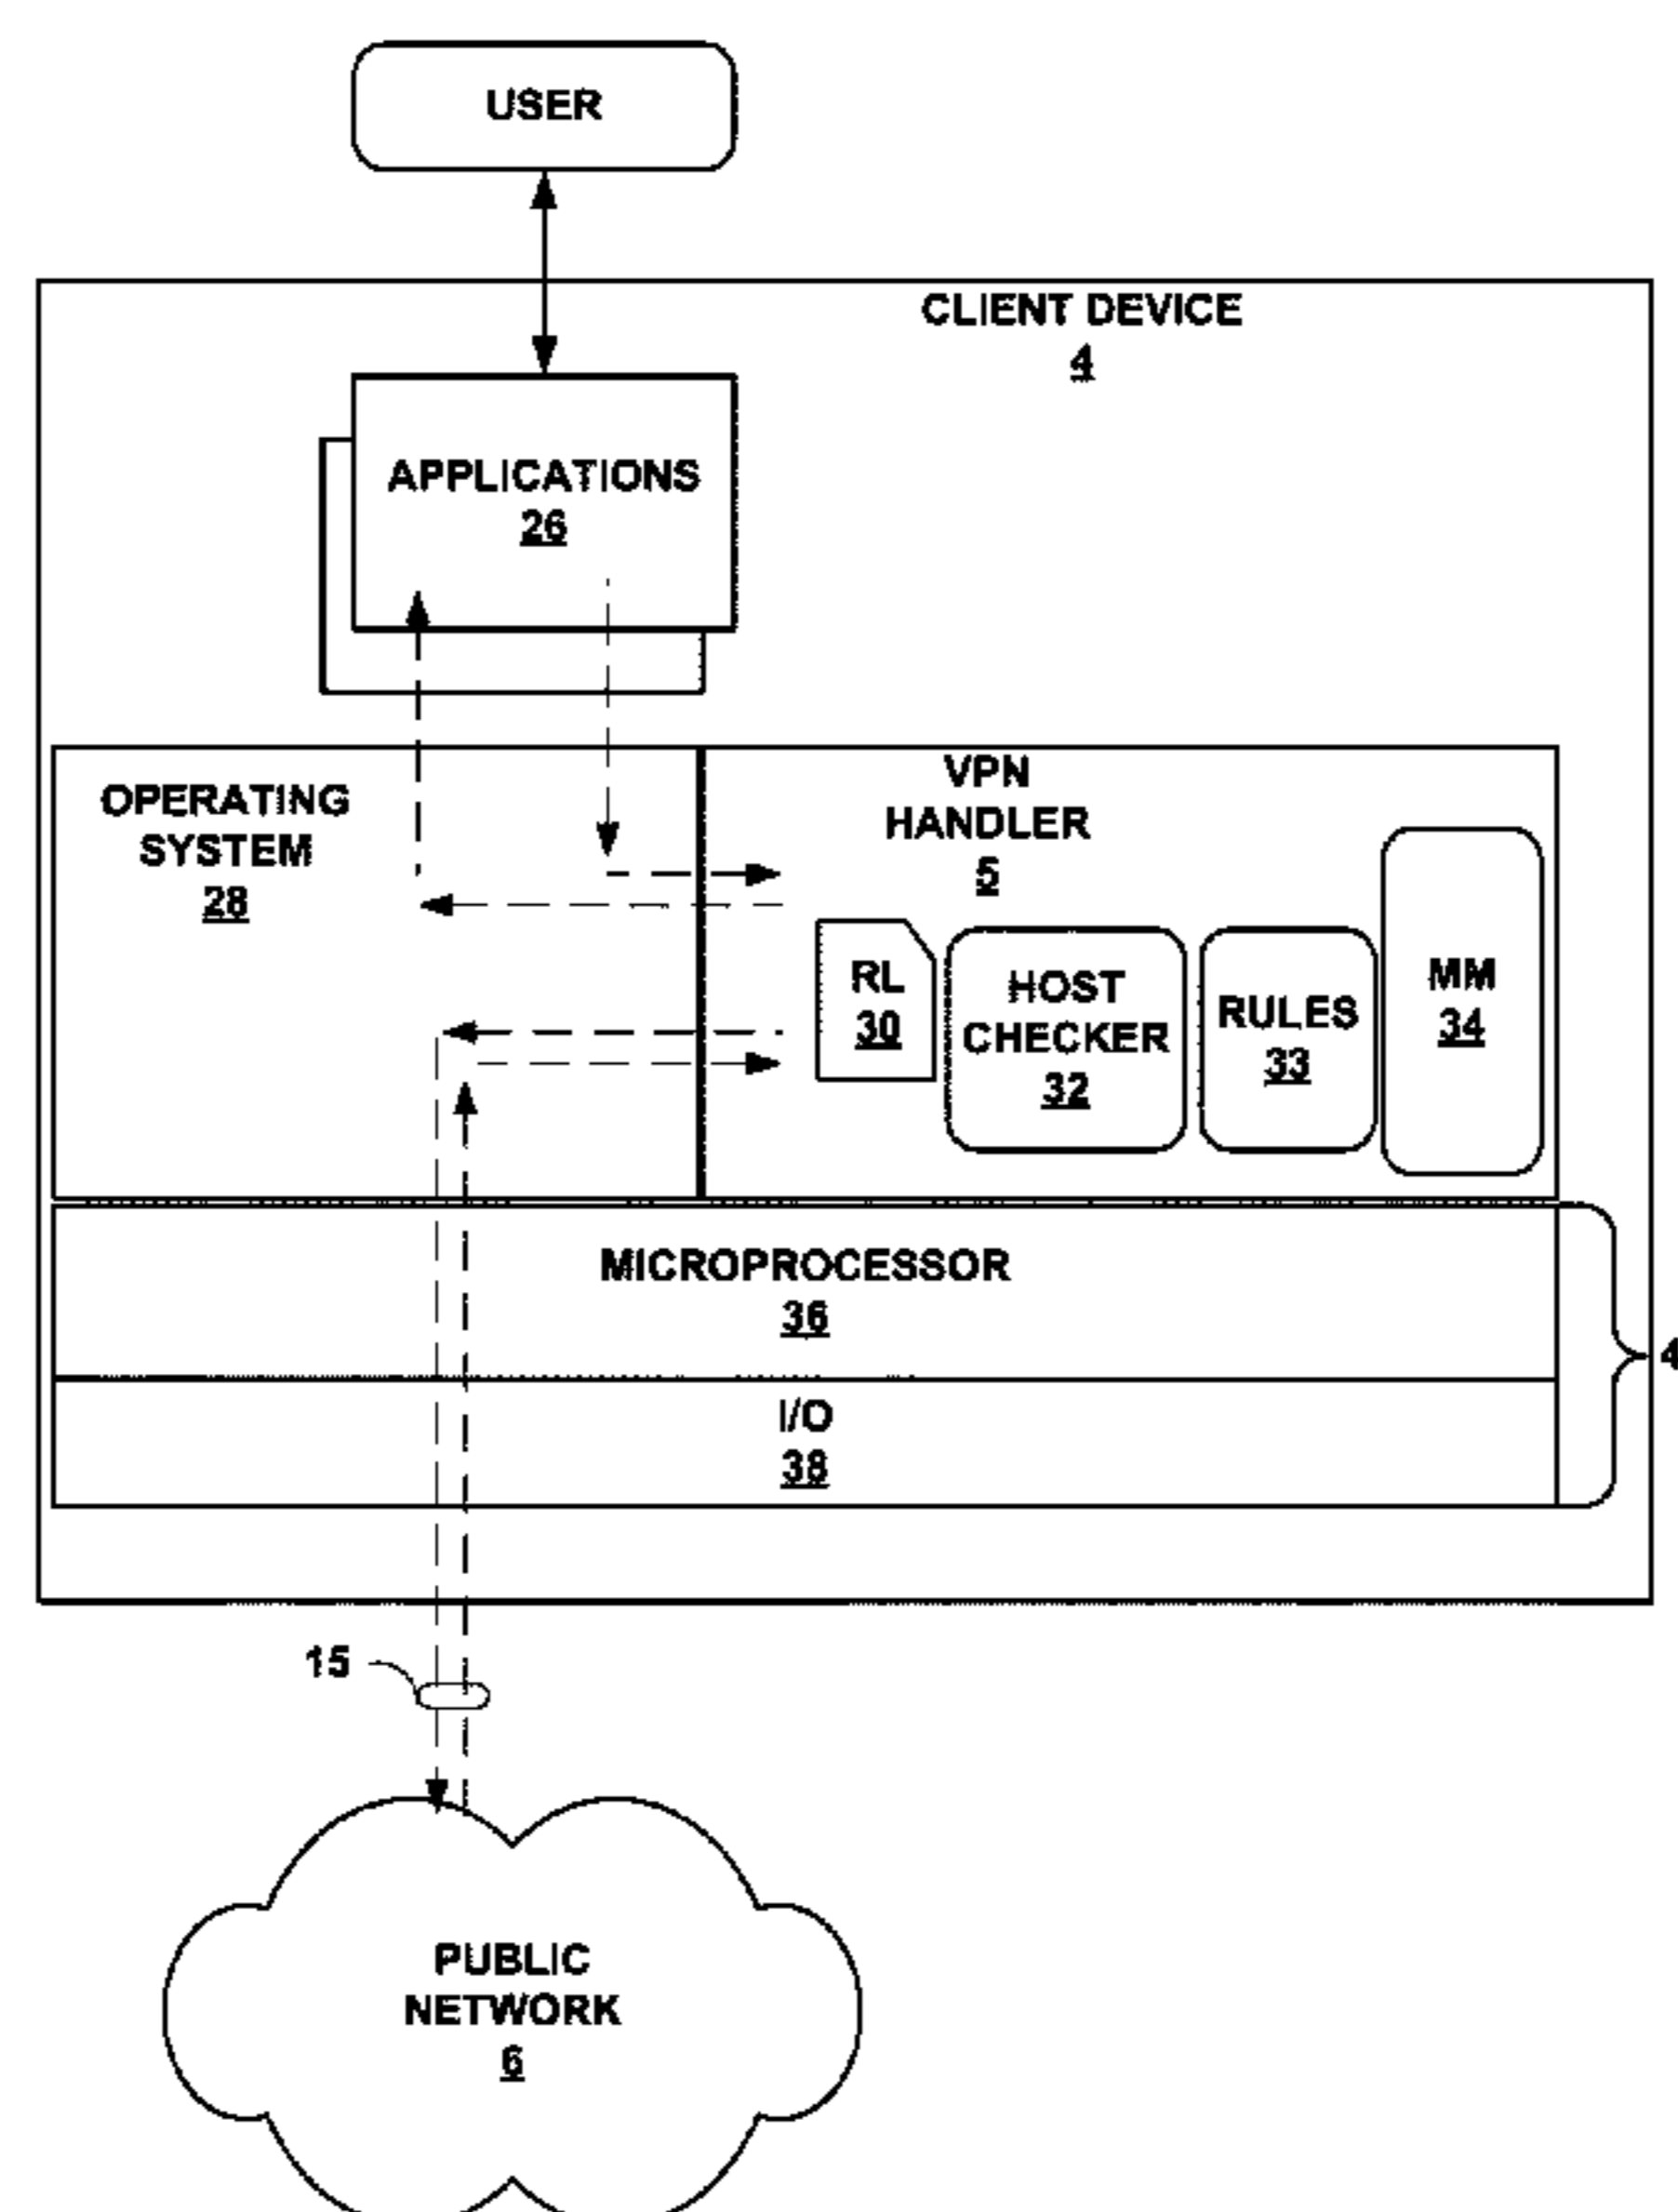 USER
CLIENT DEVICE
4
APPLICATIONS
26
OPERATING
SYSTEM
28
VPN
HANDLER
5
RL
30
HOST
CHECKER
32
RULES
33
MM
34
MICROPROCESSOR
36
I/O
38
15
PUBLIC
NETWORK
6